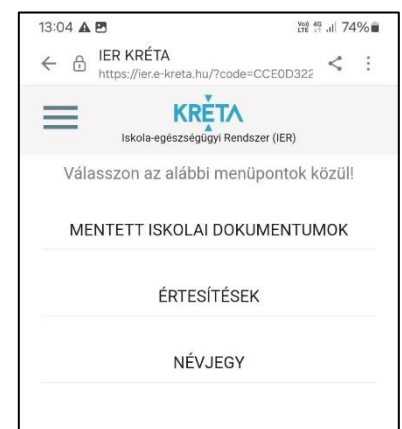 13:04 74%
IER KRÉTA
https://ier.e-kreta.hu/?code=CCE0D322
KRÉTA
Iskola-egészségügyi Rendszer (IER)
Válasszon az alábbi menüpontok közül!
MENTETT ISKOLAI DOKUMENTUMOK
ÉRTESÍTÉSEK
NÉVJEGY